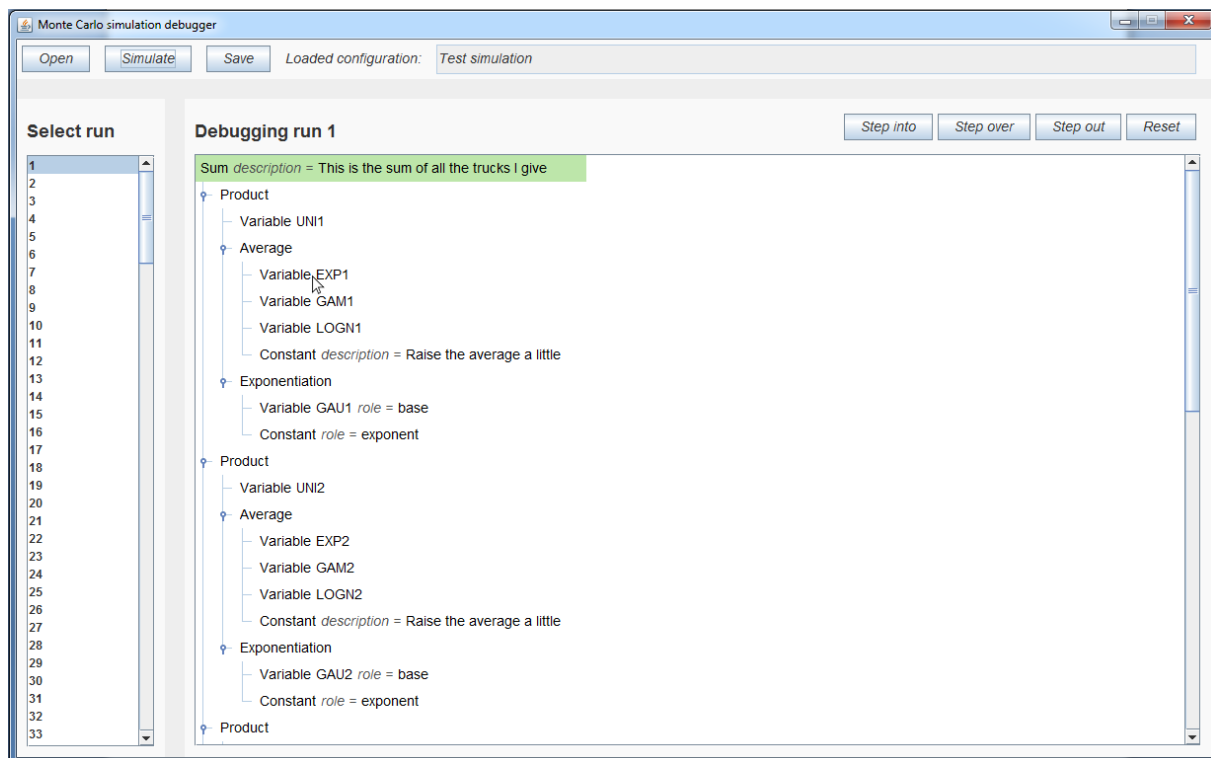 Monte Carlo simulation debugger
Open Simulate Save Loaded configuration: Test simulation
Select run
1
2
3
4
5
6
7
8
9
10
11
12
13
14
15
16
17
18
19
20
21
22
23
24
25
26
27
28
29
30
31
32
33
Debugging run 1
Step into Step over Step out Reset
Sum description = This is the sum of all the trucks I give
Product
Variable UNI1
Average
Variable EXP1
Variable GAM1
Variable LOGN1
Constant description = Raise the average a little
Exponentiation
Variable GAU1 role = base
Constant role = exponent
Product
Variable UNI2
Average
Variable EXP2
Variable GAM2
Variable LOGN2
Constant description = Raise the average a little
Exponentiation
Variable GAU2 role = base
Constant role = exponent
Product